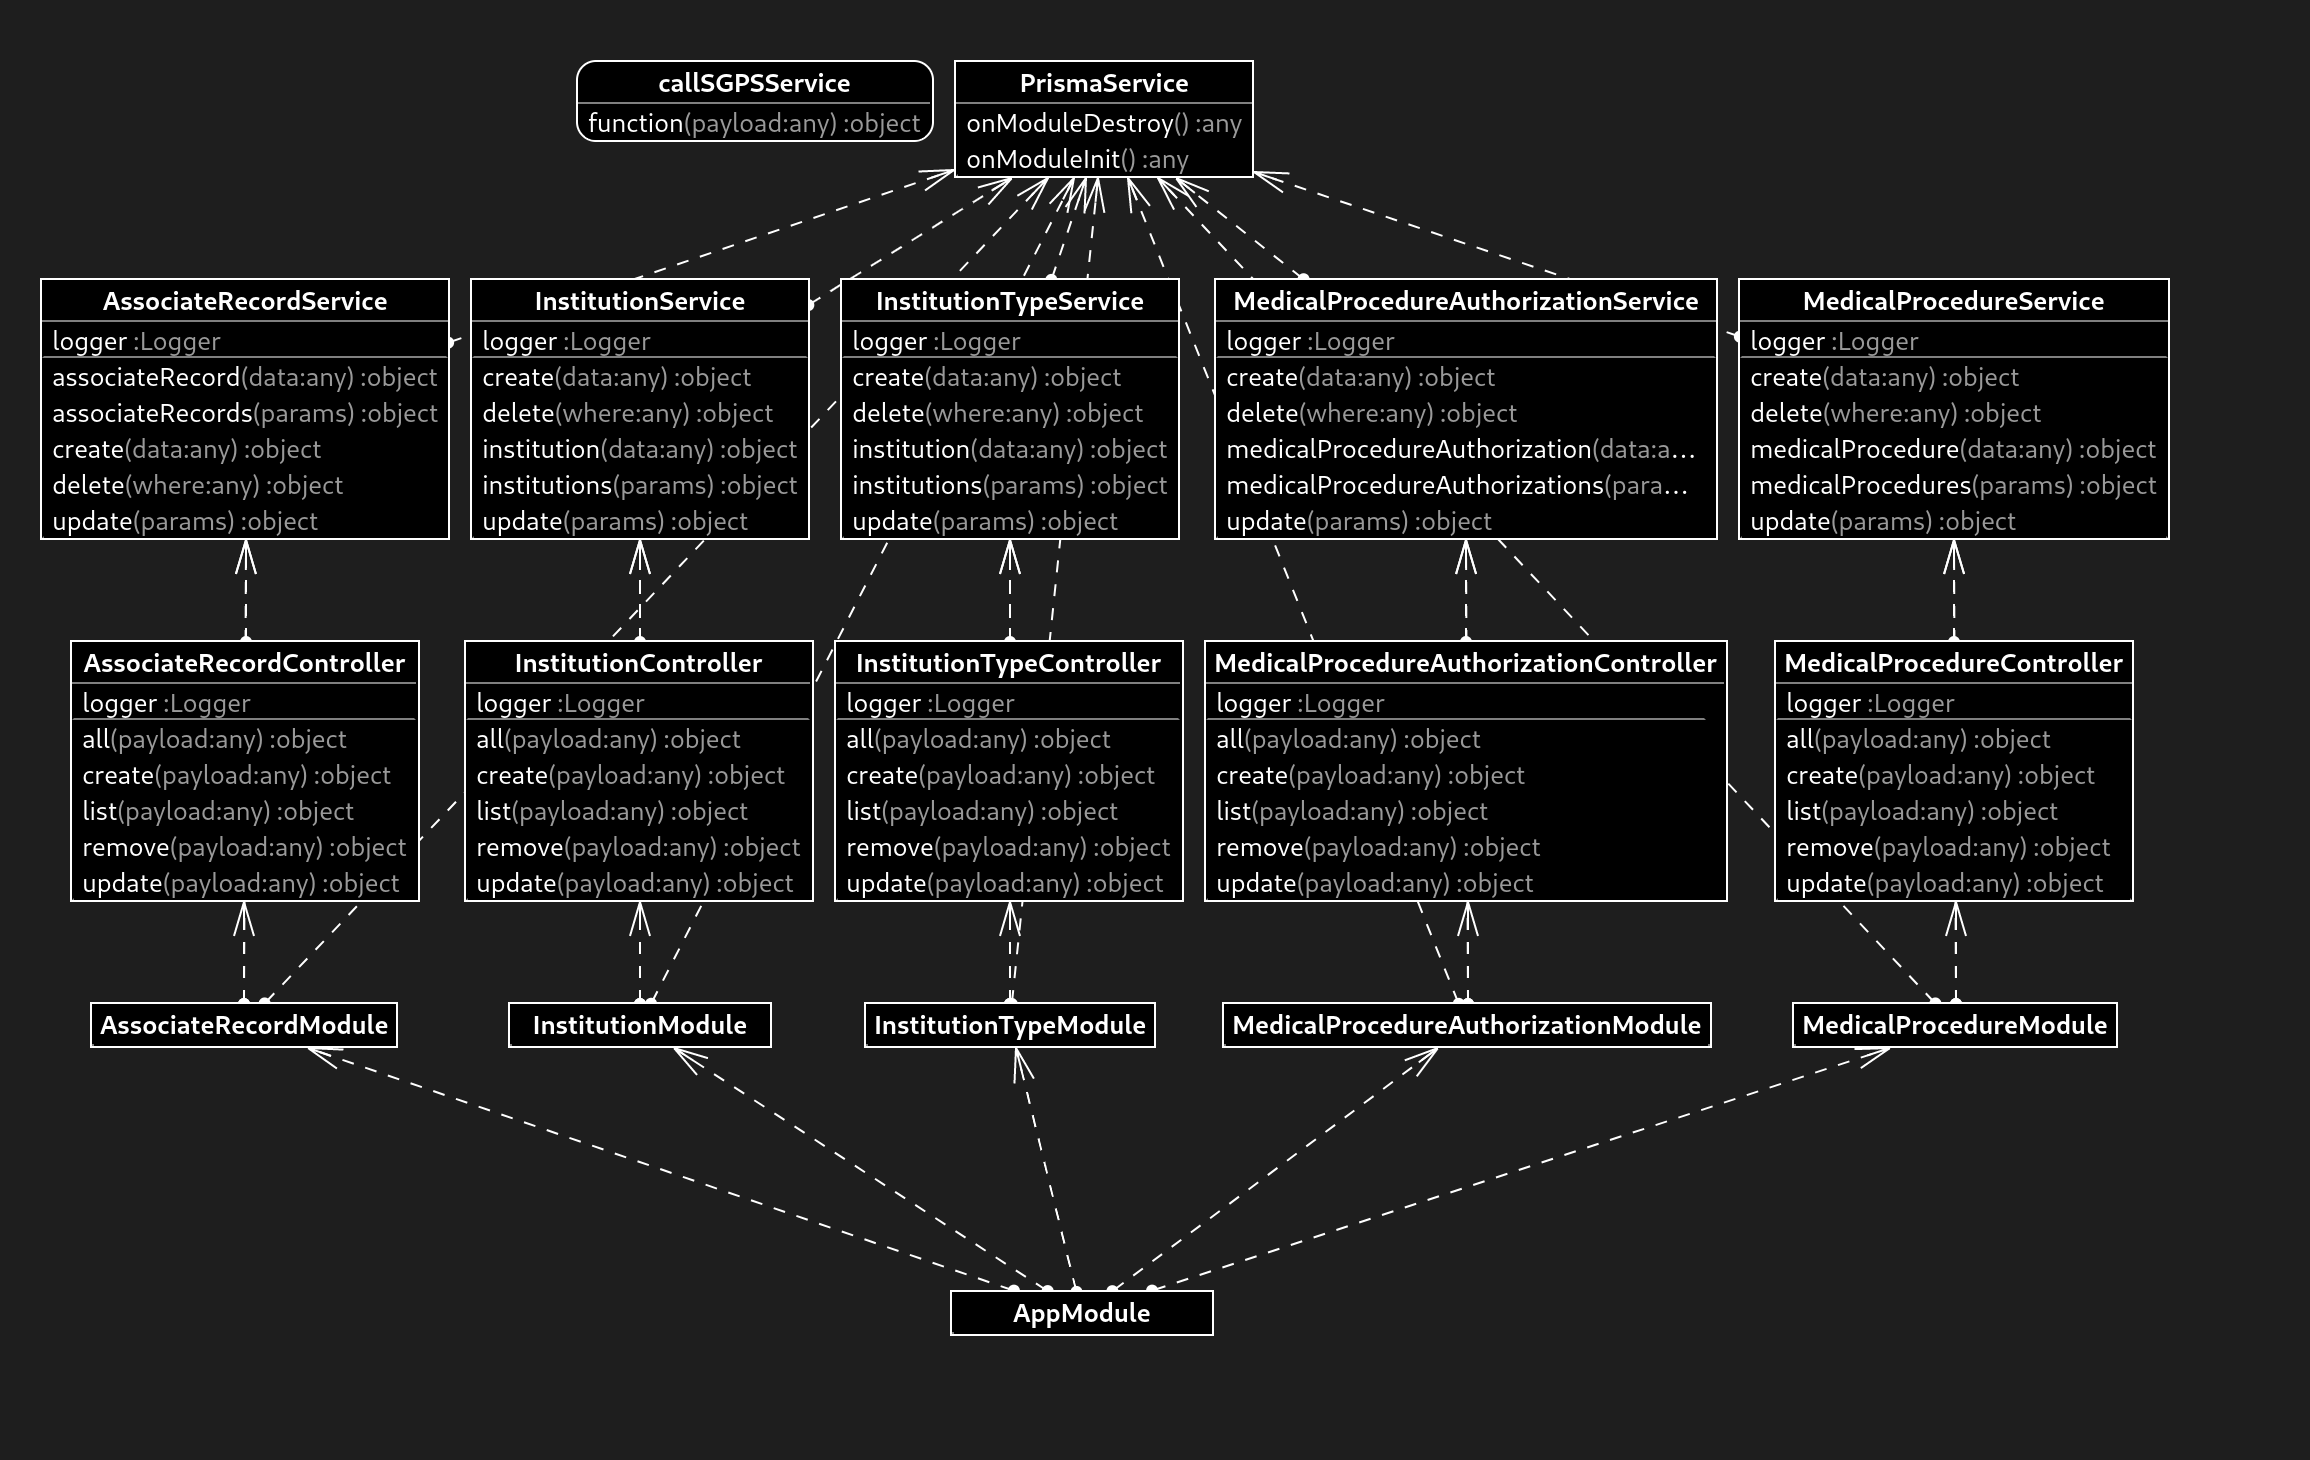 callSGPSService
function(payload:any) :object
PrismaService
onModuleDestroy() :any
onModuleInit() :any
AssociateRecordService
logger :Logger
associateRecord(data:any) :object
associateRecords(params) :object
create(data:any) :object
delete(where:any) :object
update(params) :object
InstitutionService
logger :Logger
create(data:any) :object
delete(where:any) :object
institution(data:any) :object
institutions(params) :object
update(params) :object
InstitutionTypeService
logger :Logger
create(data:any) :object
delete(where:any) :object
institution(data:any) :object
institutions(params) :object
update(params) :object
MedicalProcedureAuthorizationService
logger :Logger
create(data:any) :object
delete(where:any) :object
medicalProcedureAuthorization(data:a...
medicalProcedureAuthorizations(para...
update(params) :object
MedicalProcedureService
logger :Logger
create(data:any) :object
delete(where:any) :object
medicalProcedure(data:any) :object
medicalProcedures(params) :object
update(params) :object
AssociateRecordController
logger :Logger
all(payload:any) :object
create(payload:any) :object
list(payload:any) :object
remove(payload:any) :object
update(payload:any) :object
InstitutionController
logger :Logger
all(payload:any) :object
create(payload:any) :object
list(payload:any) :object
remove(payload:any) :object
update(payload:any) :object
InstitutionTypeController
logger :Logger
all(payload:any) :object
create(payload:any) :object
list(payload:any) :object
remove(payload:any) :object
update(payload:any) :object
MedicalProcedureAuthorizationController
logger :Logger
all(payload:any) :object
create(payload:any) :object
list(payload:any) :object
remove(payload:any) :object
update(payload:any) :object
MedicalProcedureController
logger :Logger
all(payload:any) :object
create(payload:any) :object
list(payload:any) :object
remove(payload:any) :object
update(payload:any) :object
AssociateRecordModule
InstitutionModule
InstitutionTypeModule
MedicalProcedureAuthorizationModule
MedicalProcedureModule
AppModule